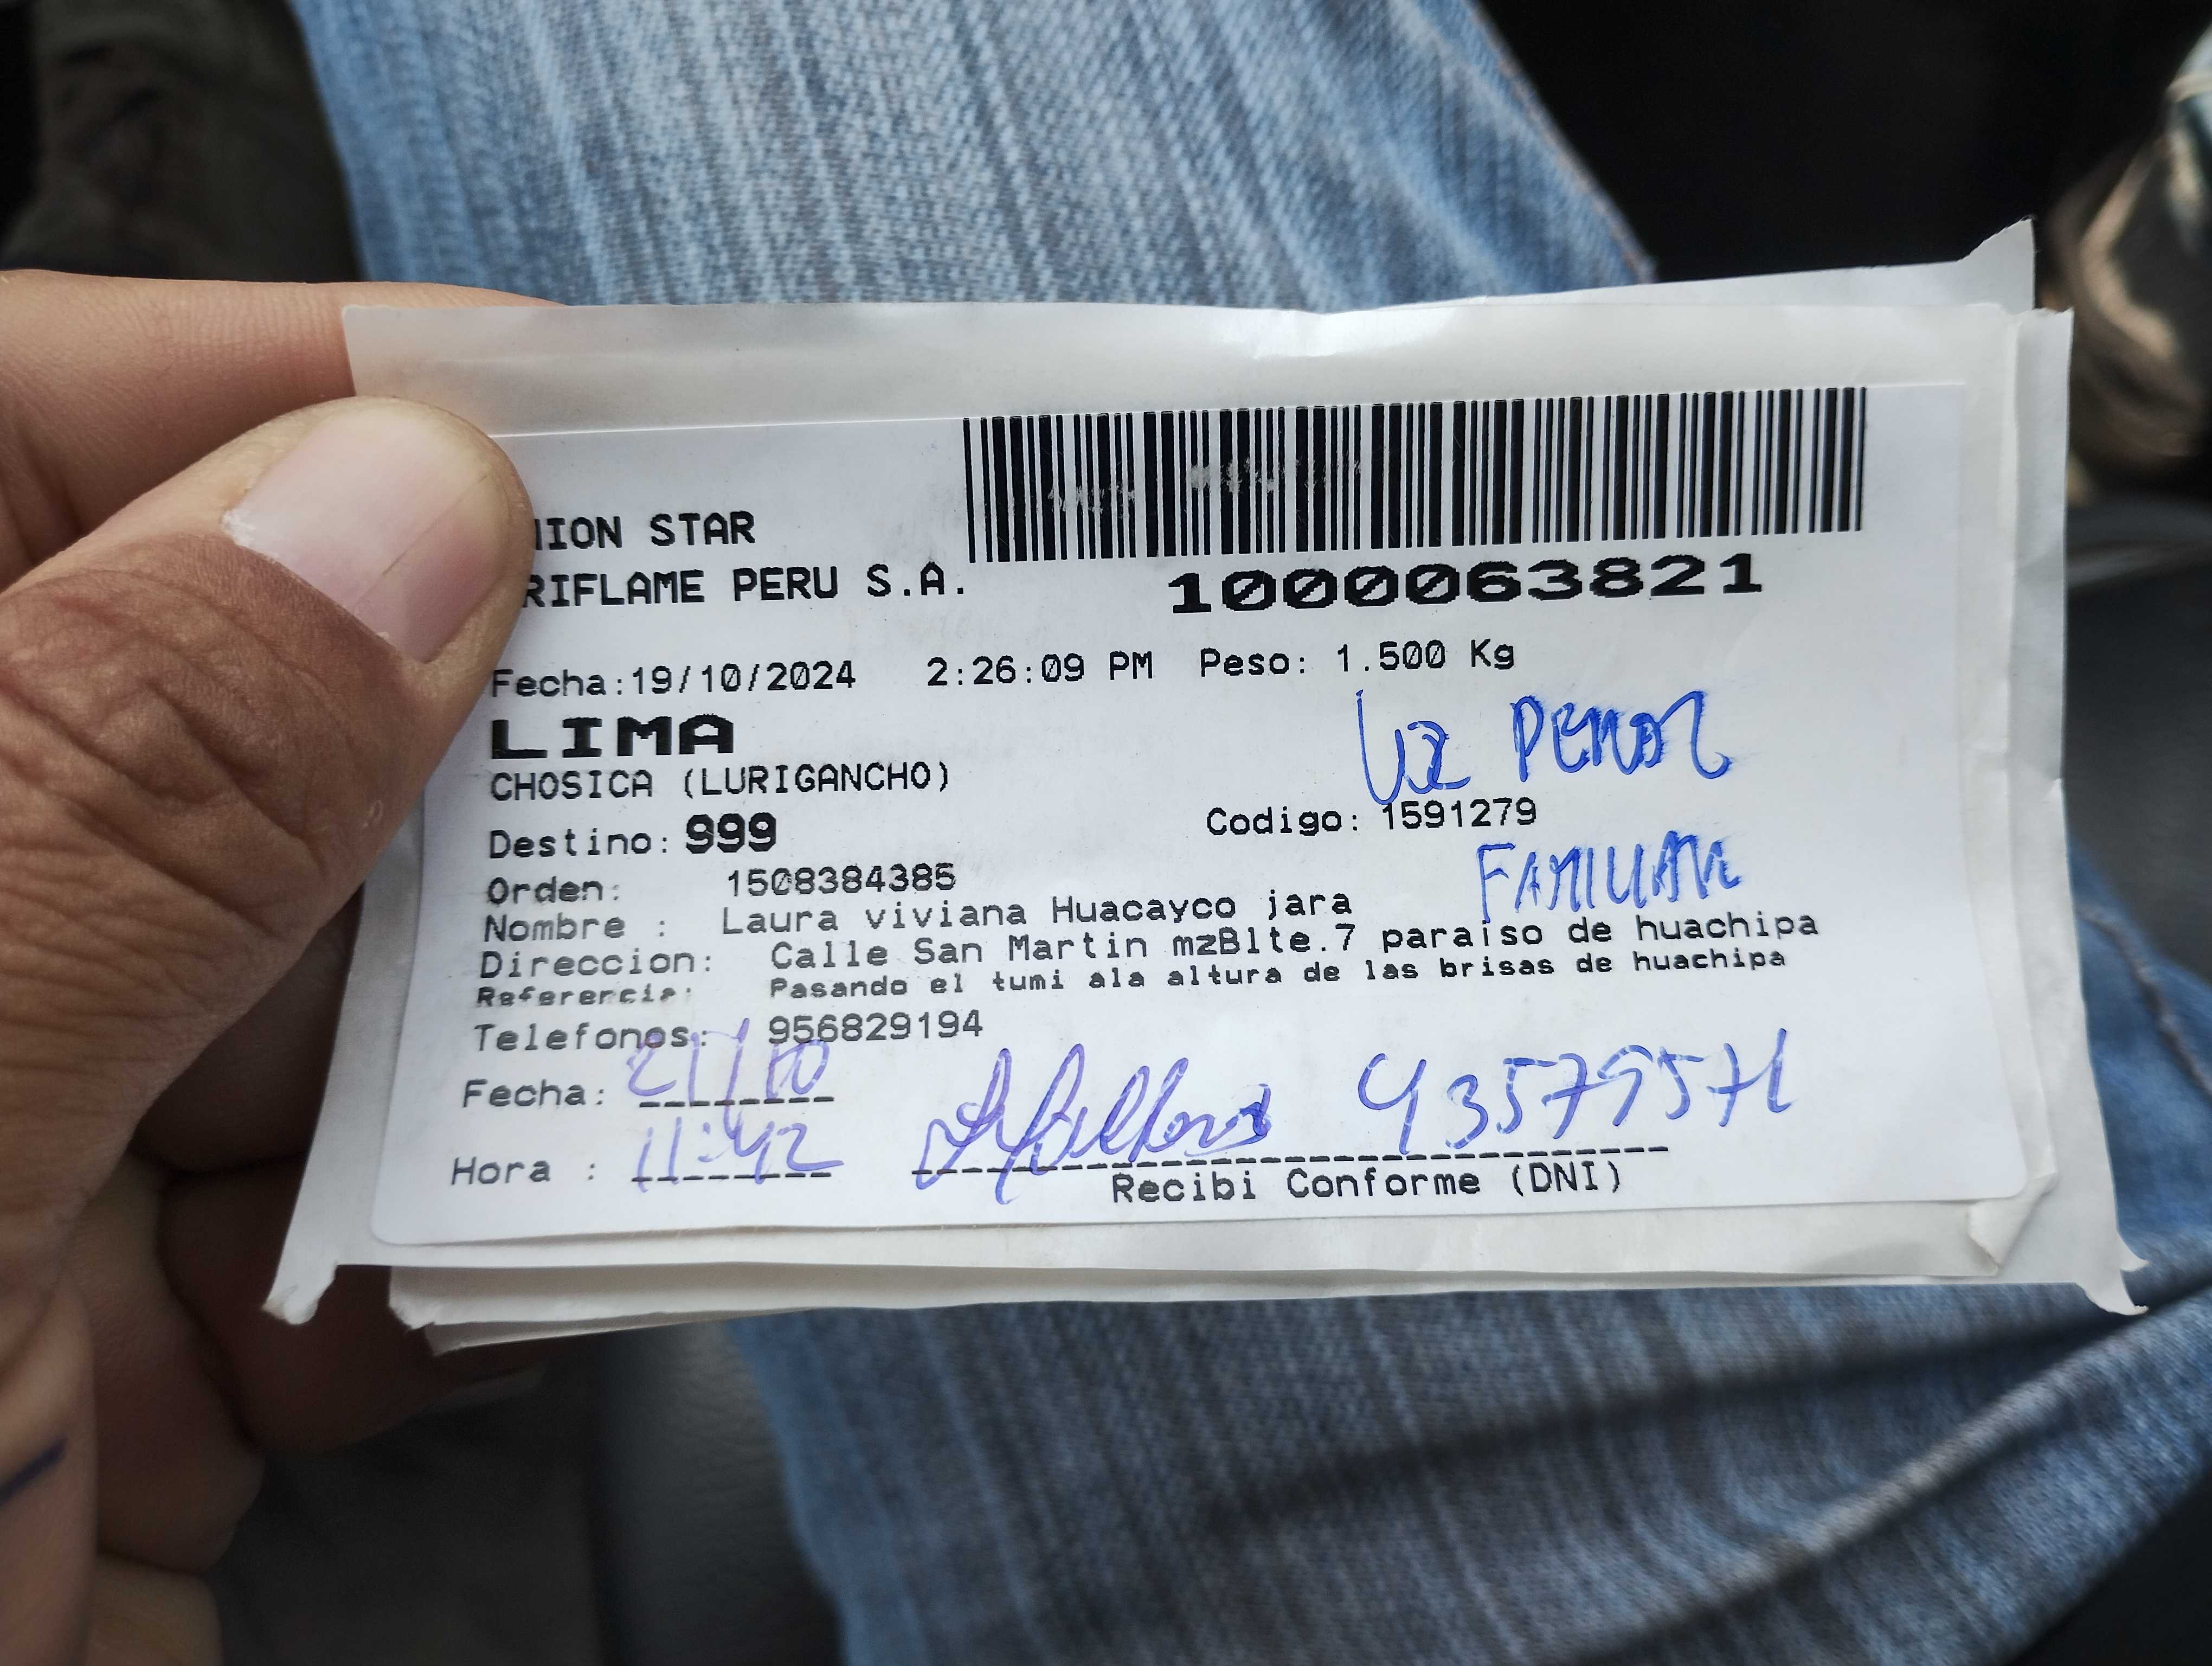 NION STAR
RIFLAME PERU S.A.
1000063821
Fecha:19/10/2024 2:26:09 PM Peso: 1.500 Kg
LIMA
CHOSICA (LURIGANCHO)
Destino: 999 Codigo: 1591279
Orden: 1508384385
FAMILIAR
Nombre : Laura viviana Huacayco jara
Direccion: Calle San Martin mzBlte.7 paraiso de huachipa
Referencia: Pasando el tumi ala altura de las brisas de huachipa
Telefonos: 956829194
Fecha: 21/10
Hora : 11:42
Recibi Conforme (DNI)